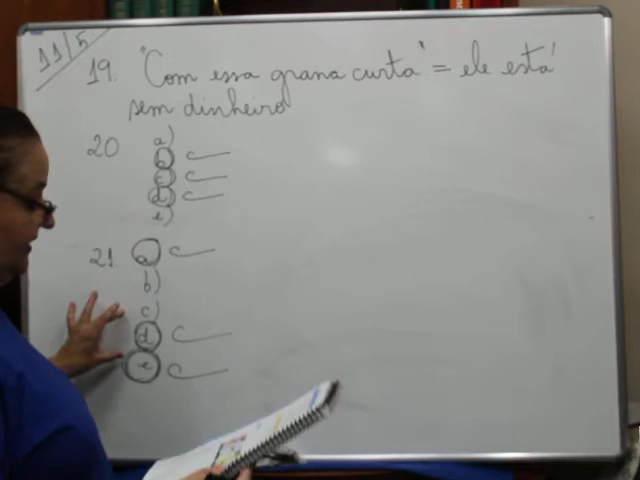 11/5
19. "Com essa grana curta" = ele está
sem dinheiro
20 a)
b
c
d
e)
21 a
b)
c)
d
e